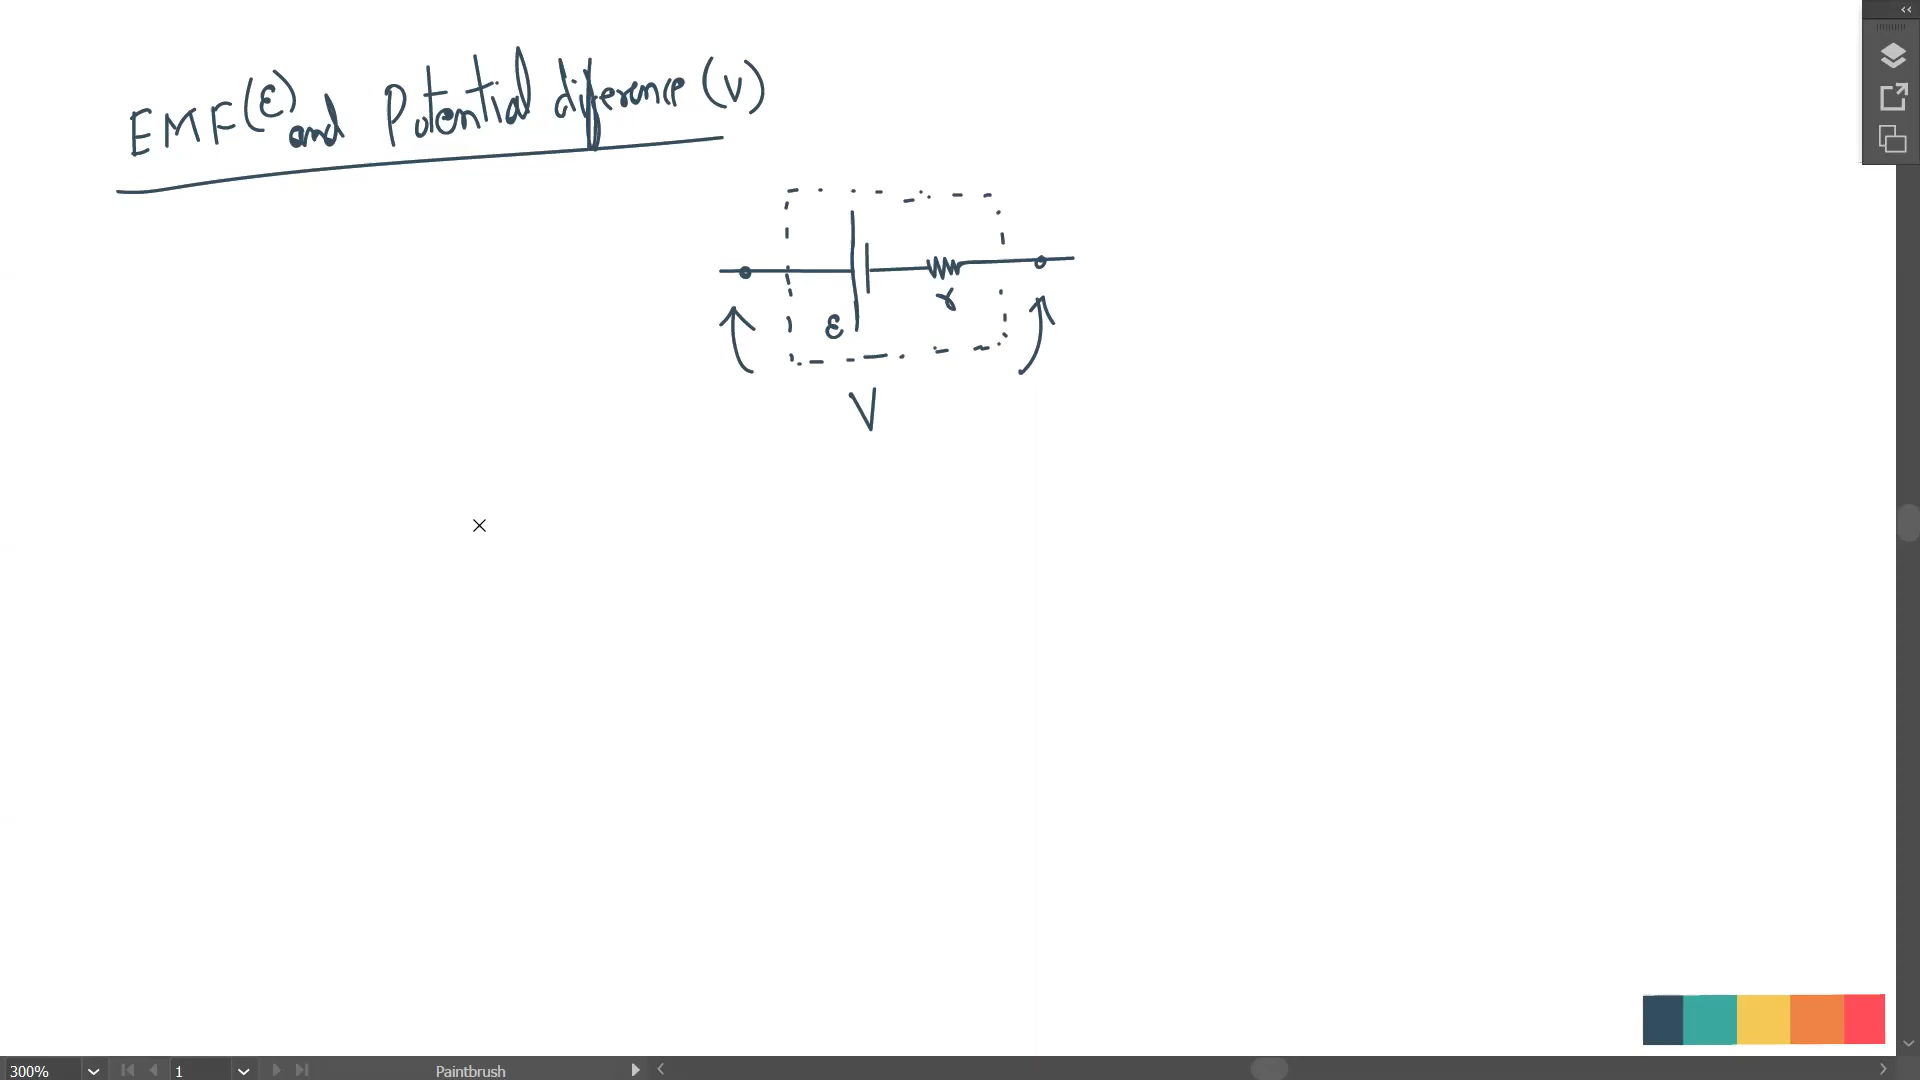 EMF(ε) and Potential difference (V)
r
ε
V
300%
1
Paintbrush